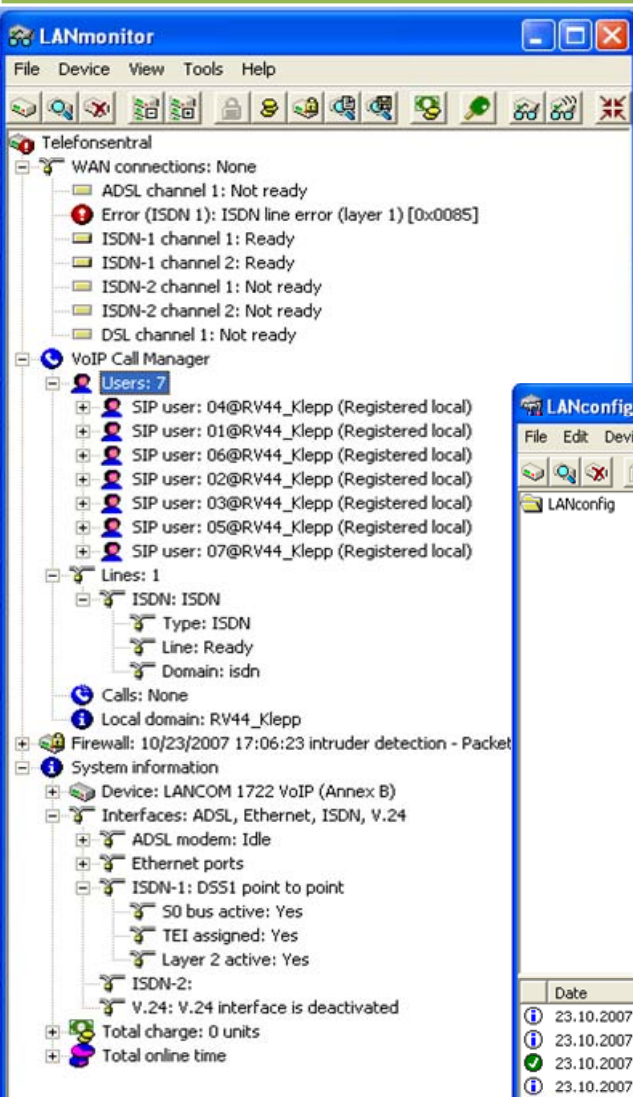 LANmonitor
File Device View Tools Help
Telefonsentral
WAN connections: None
ADSL channel 1: Not ready
Error (ISDN 1): ISDN line error (layer 1) [0x0085]
ISDN-1 channel 1: Ready
ISDN-1 channel 2: Ready
ISDN-2 channel 1: Not ready
ISDN-2 channel 2: Not ready
DSL channel 1: Not ready
VoIP Call Manager
Users: 7
SIP user: 04@RV44_Klepp (Registered local)
SIP user: 01@RV44_Klepp (Registered local)
SIP user: 06@RV44_Klepp (Registered local)
SIP user: 02@RV44_Klepp (Registered local)
SIP user: 03@RV44_Klepp (Registered local)
SIP user: 05@RV44_Klepp (Registered local)
SIP user: 07@RV44_Klepp (Registered local)
Lines: 1
ISDN: ISDN
Type: ISDN
Line: Ready
Domain: isdn
Calls: None
Local domain: RV44_Klepp
Firewall: 10/23/2007 17:06:23 intruder detection - Packet
System information
Device: LANCOM 1722 VoIP (Annex B)
Interfaces: ADSL, Ethernet, ISDN, V.24
ADSL modem: Idle
Ethernet ports
ISDN-1: DSS1 point to point
S0 bus active: Yes
TEI assigned: Yes
Layer 2 active: Yes
ISDN-2:
V.24: V.24 interface is deactivated
Total charge: 0 units
Total online time
LANconfig
File Edit Devi
LANconfig
Date
23.10.2007
23.10.2007
23.10.2007
23.10.2007